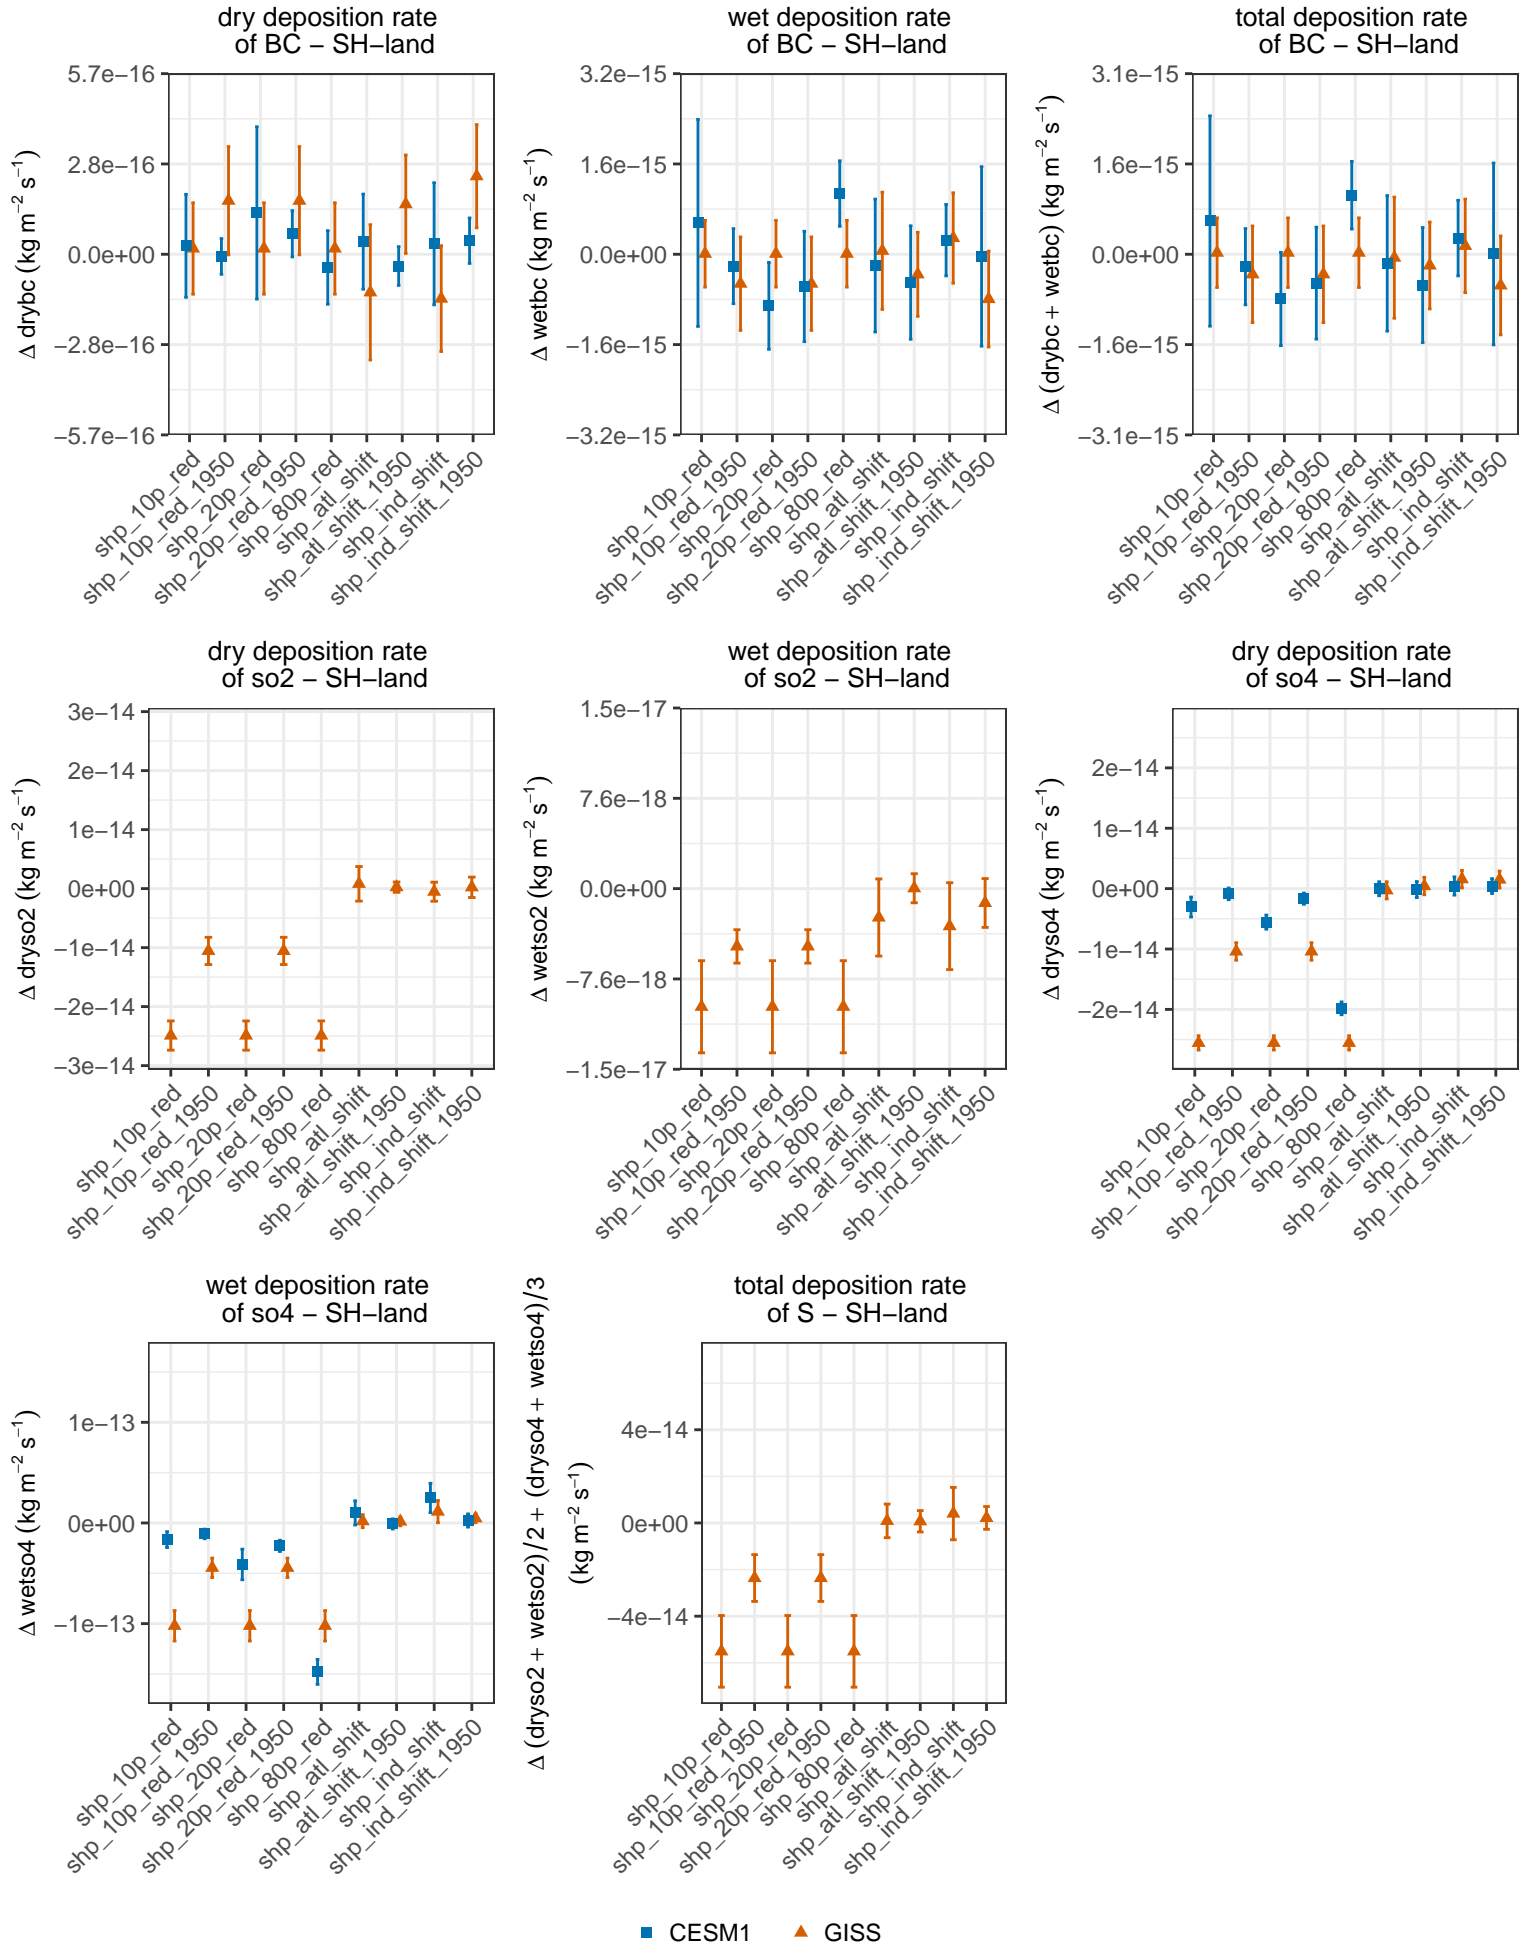 dry deposition rate
of BC − SH−land
Δ drybc (kg m−2 s−1)
5.7e−16
2.8e−16
0.0e+00
−2.8e−16
−5.7e−16
shp_10p_red
shp_10p_red_1950
shp_20p_red
shp_20p_red_1950
shp_80p_red
shp_atl_shift
shp_atl_shift_1950
shp_ind_shift
shp_ind_shift_1950
wet deposition rate
of BC − SH−land
Δ wetbc (kg m−2 s−1)
3.2e−15
1.6e−15
0.0e+00
−1.6e−15
−3.2e−15
shp_10p_red
shp_10p_red_1950
shp_20p_red
shp_20p_red_1950
shp_80p_red
shp_atl_shift
shp_atl_shift_1950
shp_ind_shift
shp_ind_shift_1950
total deposition rate
of BC − SH−land
Δ (drybc + wetbc) (kg m−2 s−1)
3.1e−15
1.6e−15
0.0e+00
−1.6e−15
−3.1e−15
shp_10p_red
shp_10p_red_1950
shp_20p_red
shp_20p_red_1950
shp_80p_red
shp_atl_shift
shp_atl_shift_1950
shp_ind_shift
shp_ind_shift_1950
dry deposition rate
of so2 − SH−land
Δ dryso2 (kg m−2 s−1)
3e−14
2e−14
1e−14
0e+00
−1e−14
−2e−14
−3e−14
shp_10p_red
shp_10p_red_1950
shp_20p_red
shp_20p_red_1950
shp_80p_red
shp_atl_shift
shp_atl_shift_1950
shp_ind_shift
shp_ind_shift_1950
wet deposition rate
of so2 − SH−land
Δ wetso2 (kg m−2 s−1)
1.5e−17
7.6e−18
0.0e+00
−7.6e−18
−1.5e−17
shp_10p_red
shp_10p_red_1950
shp_20p_red
shp_20p_red_1950
shp_80p_red
shp_atl_shift
shp_atl_shift_1950
shp_ind_shift
shp_ind_shift_1950
dry deposition rate
of so4 − SH−land
Δ dryso4 (kg m−2 s−1)
2e−14
1e−14
0e+00
−1e−14
−2e−14
shp_10p_red
shp_10p_red_1950
shp_20p_red
shp_20p_red_1950
shp_80p_red
shp_atl_shift
shp_atl_shift_1950
shp_ind_shift
shp_ind_shift_1950
wet deposition rate
of so4 − SH−land
Δ wetso4 (kg m−2 s−1)
1e−13
0e+00
−1e−13
shp_10p_red
shp_10p_red_1950
shp_20p_red
shp_20p_red_1950
shp_80p_red
shp_atl_shift
shp_atl_shift_1950
shp_ind_shift
shp_ind_shift_1950
total deposition rate
of S − SH−land
Δ (dryso2 + wetso2)/2 + (dryso4 + wetso4)/3
(kg m−2 s−1)
4e−14
0e+00
−4e−14
shp_10p_red
shp_10p_red_1950
shp_20p_red
shp_20p_red_1950
shp_80p_red
shp_atl_shift
shp_atl_shift_1950
shp_ind_shift
shp_ind_shift_1950
CESM1
GISS